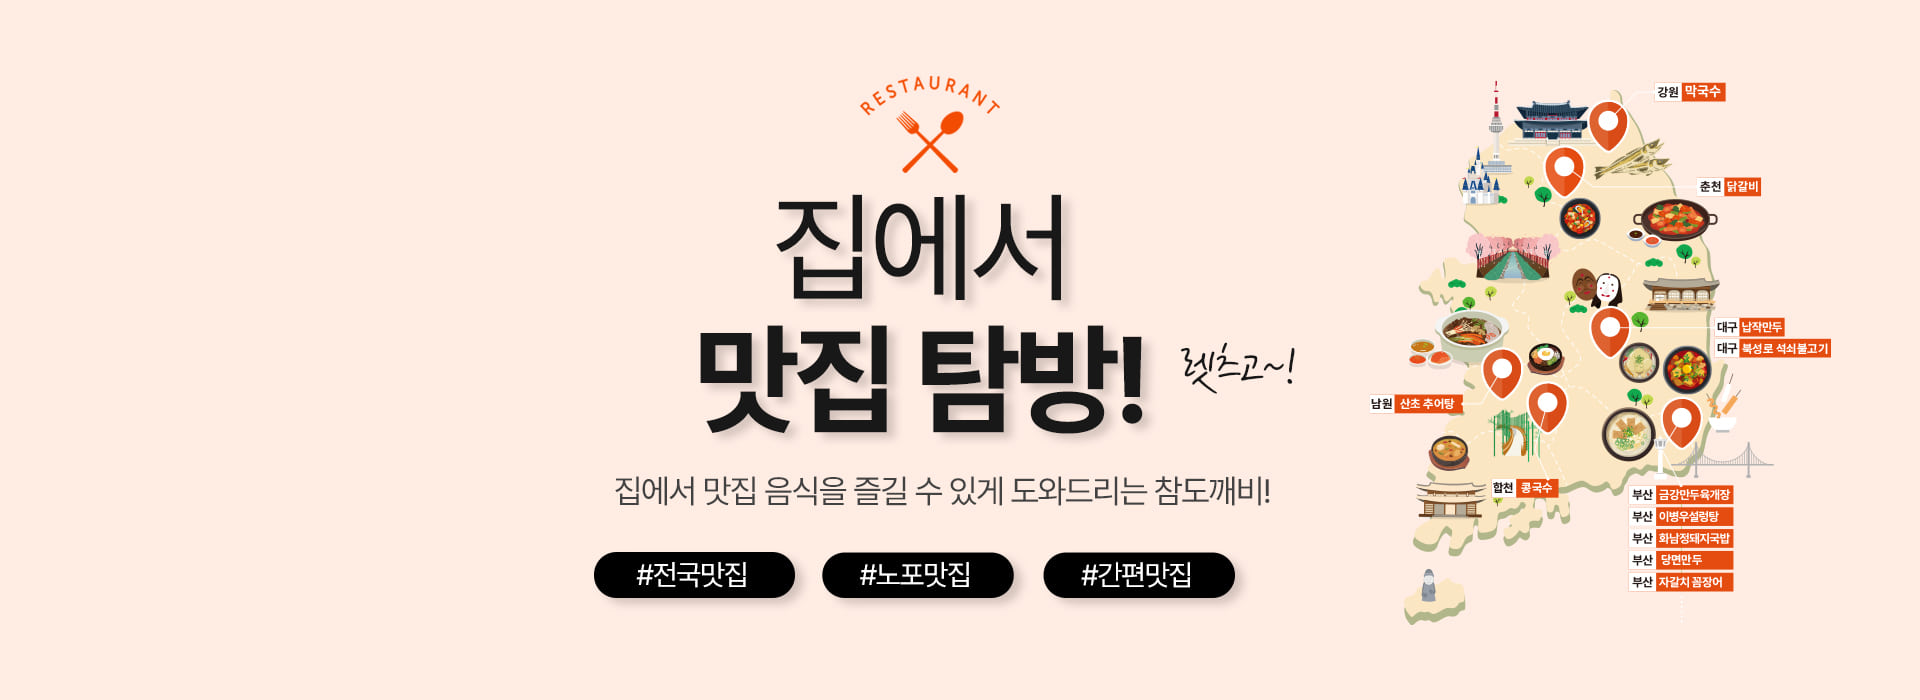 RESTAURANT
집에서
맛집 탐방!
렛츠고~!
집에서 맛집 음식을 즐길 수 있게 도와드리는 참도깨비!
#전국맛집
#노포맛집
#간편맛집
강원 막국수
춘천 닭갈비
대구 납작만두
대구 북성로 석쇠불고기
남원 산초 추어탕
합천 콩국수
부산 금강만두육개장
부산 이병우설렁탕
부산 화남정돼지국밥
부산 당면만두
부산 자갈치 꼼장어